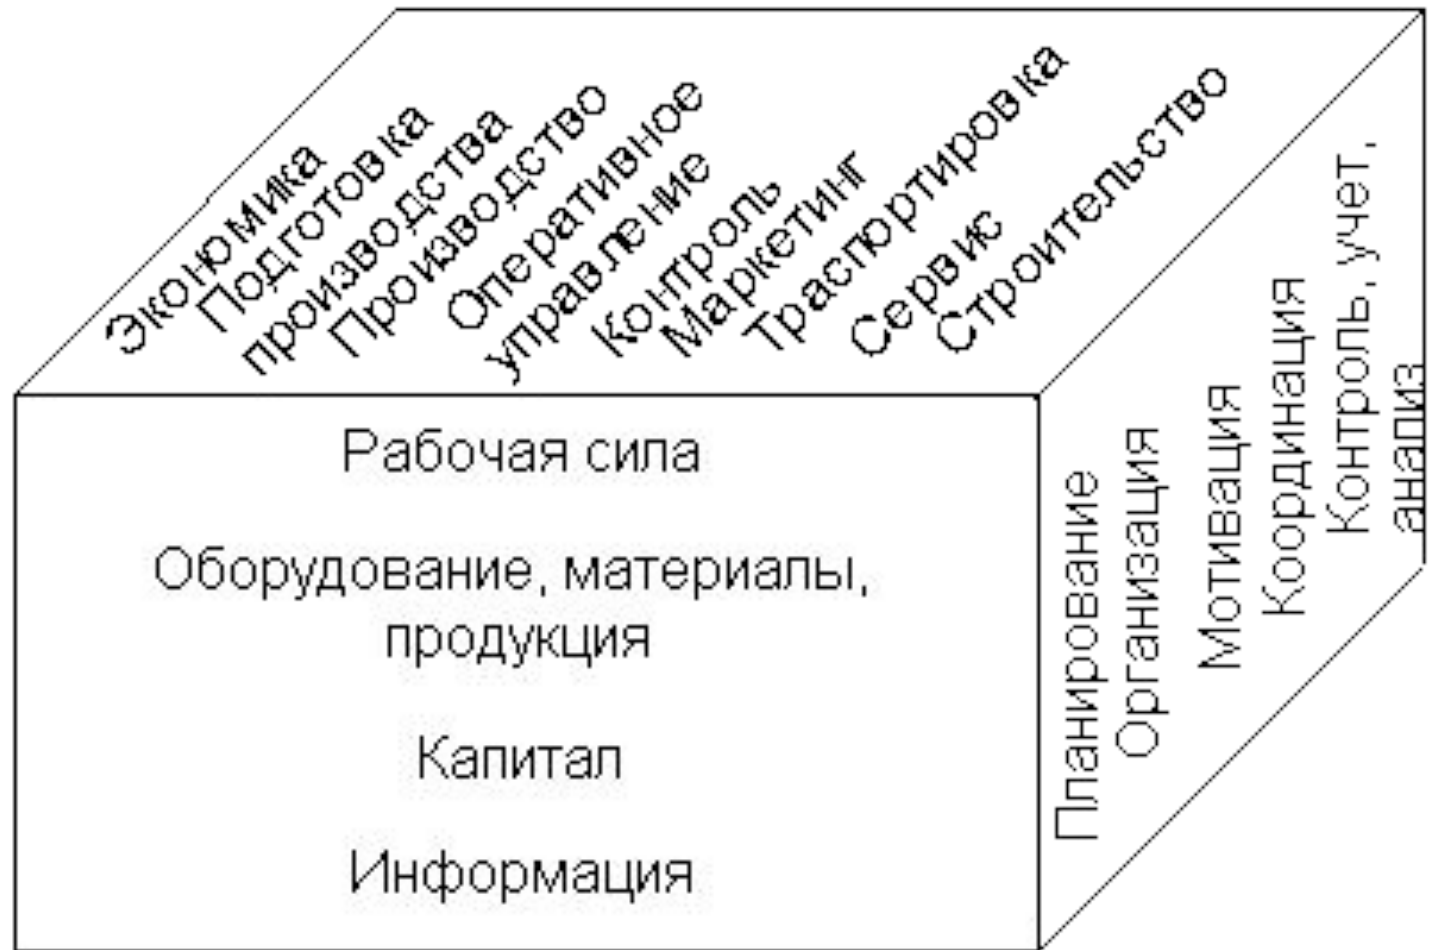 Экономика
Подготовка
производства
Производство
Оперативное
управление
Контроль
Маркетинг
Траспортировка
Сервис
Строительство
Рабочая сила
Оборудование, материалы,
продукция
Капитал
Информация
Планирование
Организация
Мотивация
Координация
Контроль, учет,
анализ